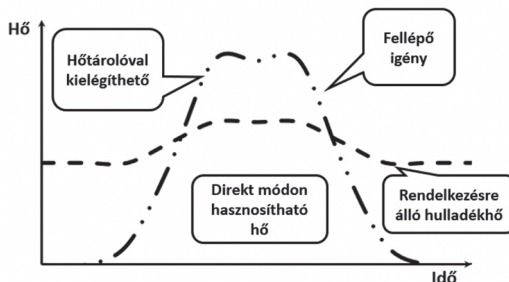 Hő
Hőtárolóval
kielégíthető
Fellépő
igény
Direkt módon
hasznosítható
hő
Rendelkezésre
álló hulladékhő
Idő